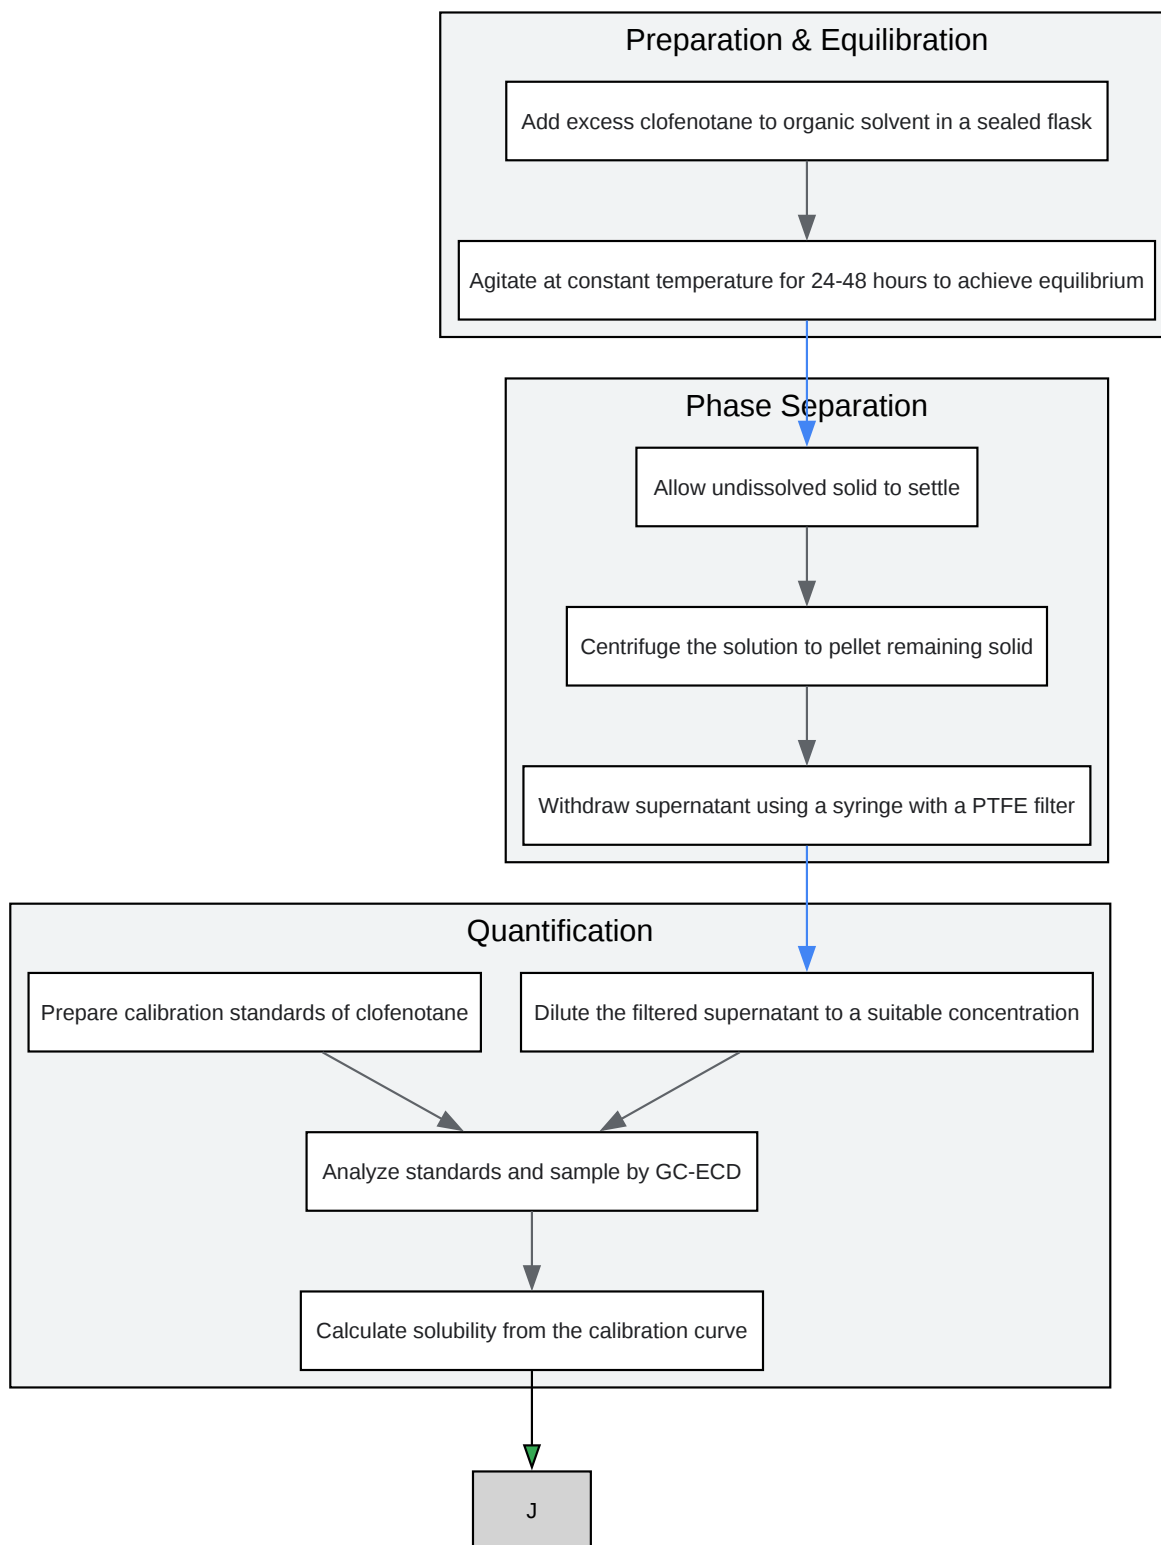 Preparation & Equilibration
Add excess clofenotane to organic solvent in a sealed flask
Agitate at constant temperature for 24-48 hours to achieve equilibrium
Phase Separation
Allow undissolved solid to settle
Centrifuge the solution to pellet remaining solid
Withdraw supernatant using a syringe with a PTFE filter
Quantification
Prepare calibration standards of clofenotane
Dilute the filtered supernatant to a suitable concentration
Analyze standards and sample by GC-ECD
Calculate solubility from the calibration curve
J